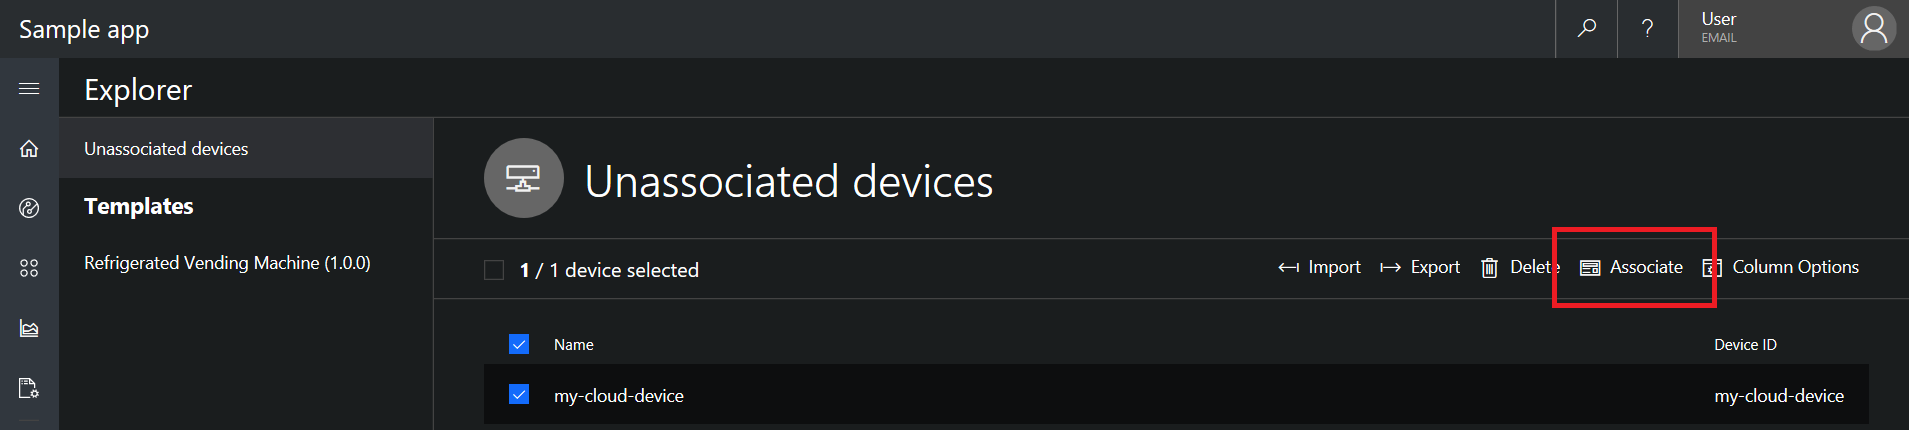 Sample app
?
User
EMAIL
Explorer
Unassociated devices
Templates
Refrigerated Vending Machine (1.0.0)
Unassociated devices
1 / 1 device selected
Import
Export
Delete
Associate
Column Options
Name
Device ID
my-cloud-device
my-cloud-device